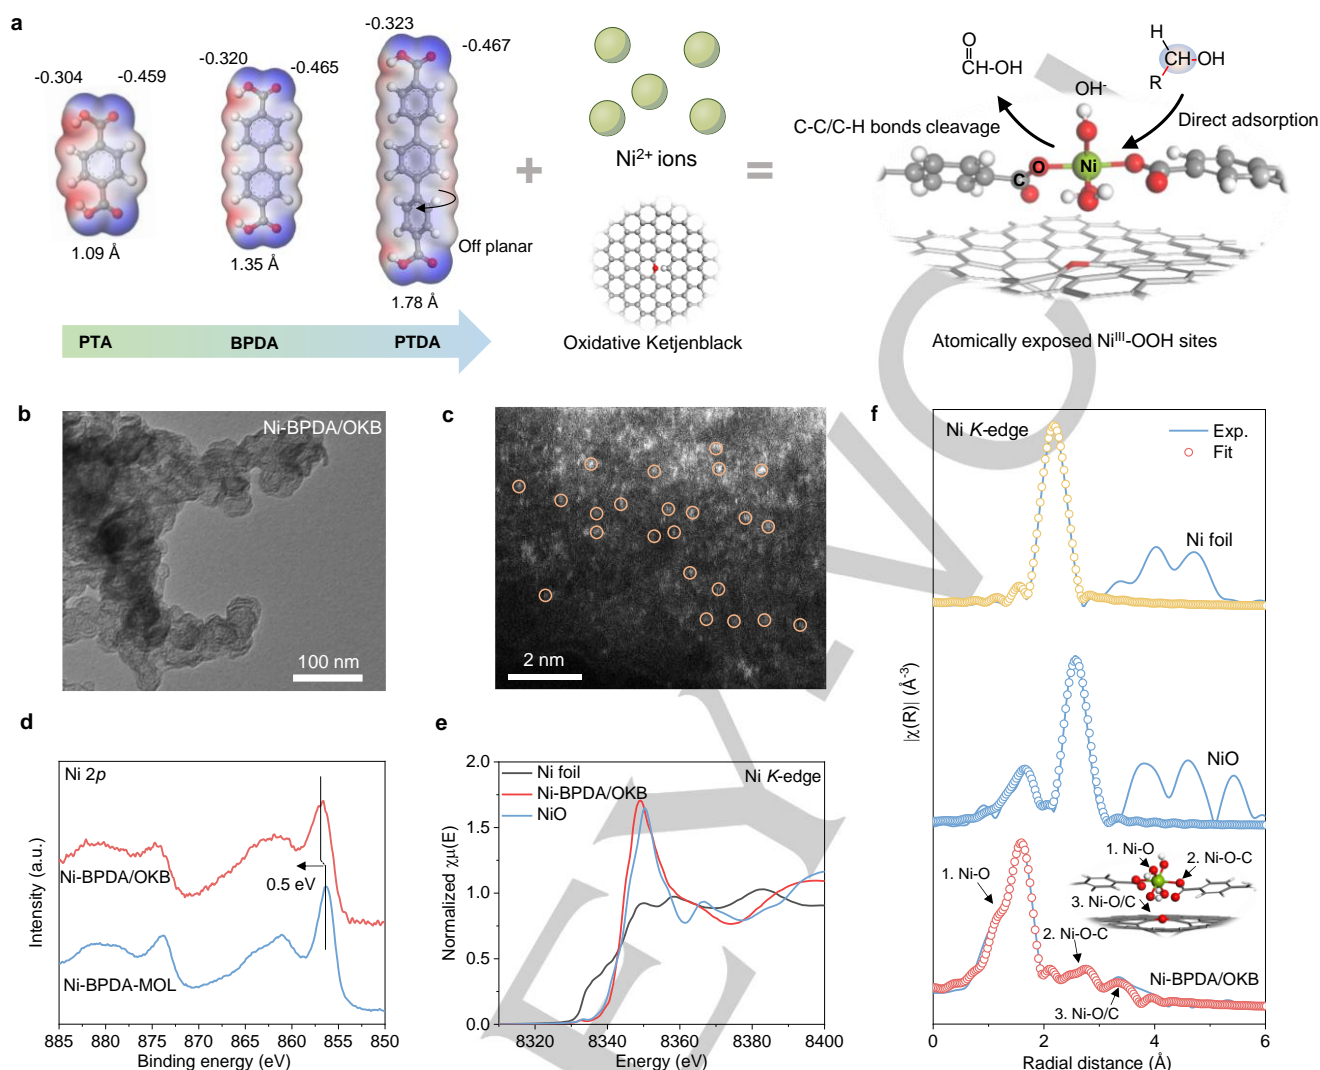 a
-0.304
-0.459
-0.320
-0.465
-0.323
-0.467
1.09 Å
1.35 Å
1.78 Å
Off planar
PTA
BPDA
PTDA
+
Ni²⁺ ions
Oxidative Ketjenblack
=
O
CH-OH
H
CH-OH
R
OH⁻
C-C/C-H bonds cleavage
Direct adsorption
C
O
Ni
Atomically exposed Niᴵᴵᴵ-OOH sites
b
Ni-BPDA/OKB
100 nm
c
2 nm
d
Ni 2p
Ni-BPDA/OKB
0.5 eV
Ni-BPDA-MOL
Intensity (a.u.)
885 880 870 860 850
Binding energy (eV)
e
Ni foil
Ni-BPDA/OKB
NiO
Ni K-edge
Normalized χμ(E)
2.0
1.5
1.0
0.5
0.0
8320 8340 8360 8380 8400
Energy (eV)
f
Ni K-edge
Exp.
Fit
Ni foil
NiO
1. Ni-O
2. Ni-O-C
3. Ni-O/C
1. Ni-O
2. Ni-O-C
3. Ni-O/C
Ni-BPDA/OKB
|χ(R)| (Å⁻³)
0 2 4 6
Radial distance (Å)